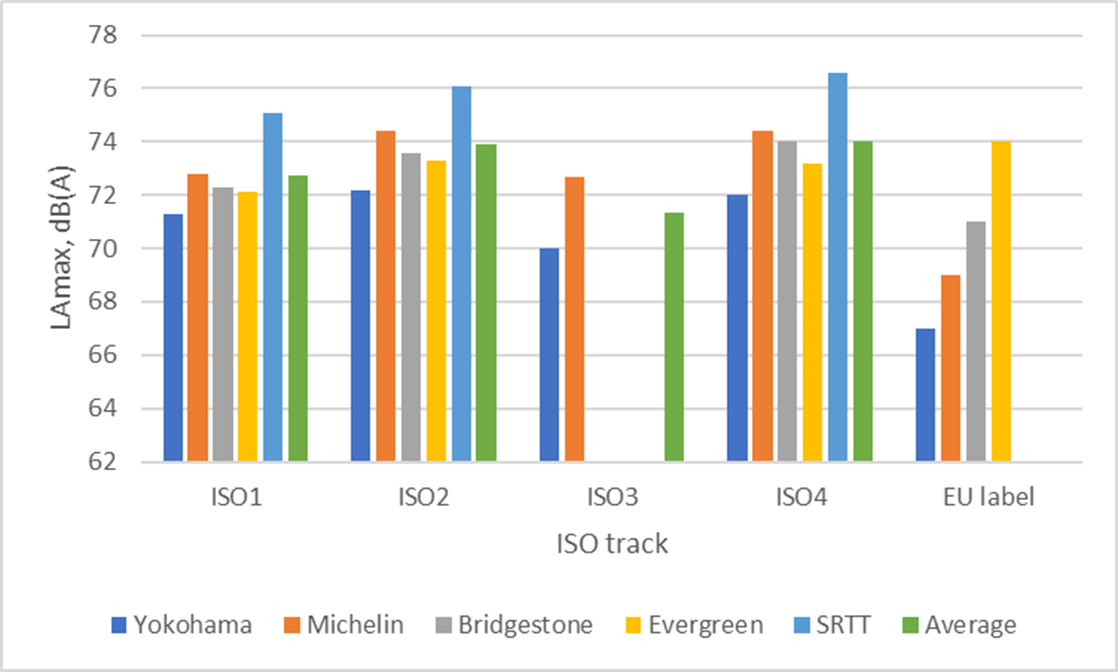 78
76
74
72
70
68
66
64
62
LAmax, dB(A)
ISO1 ISO2 ISO3 ISO4 EU label
ISO track
Yokohama Michelin Bridgestone Evergreen SRTT Average